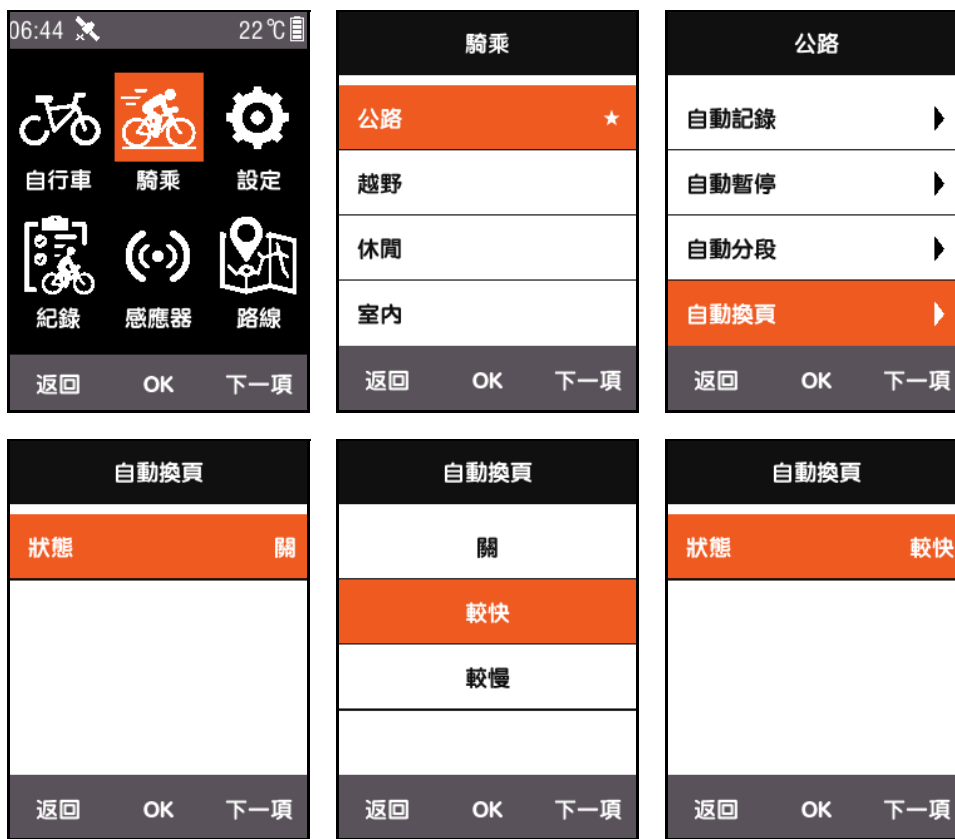 06:44 22℃
自行車 騎乘 設定
紀錄 感應器 路線
返回 OK 下一項
騎乘
公路 ★
越野
休閒
室内
返回 OK 下一項
公路
自動記錄
自動暫停
自動分段
自動換頁
返回 OK 下一項
自動換頁
狀態 關
返回 OK 下一項
自動換頁
關
較快
較慢
返回 OK 下一項
自動換頁
狀態 較快
返回 OK 下一項